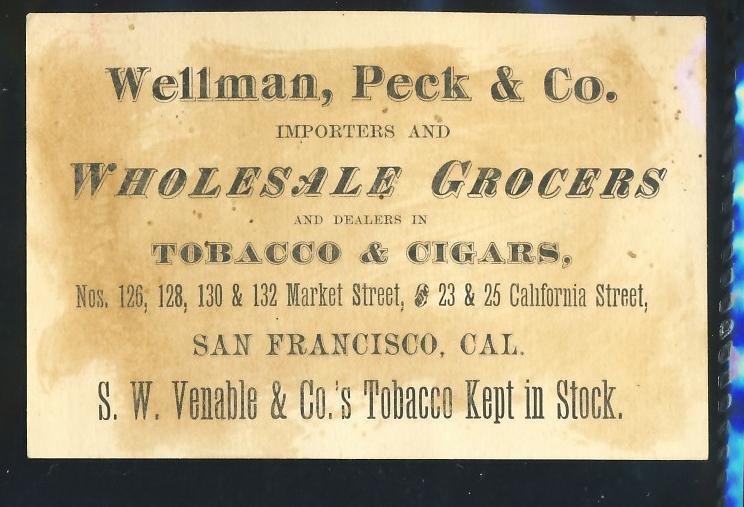 Wellman, Peck & Co.
IMPORTERS AND
WHOLESALE GROCERS
AND DEALERS IN
TOBACCO & CIGARS,
Nos. 126, 128, 130 & 132 Market Street, & 23 & 25 California Street,
SAN FRANCISCO, CAL.
S. W. Venable & Co.'s Tobacco Kept in Stock.